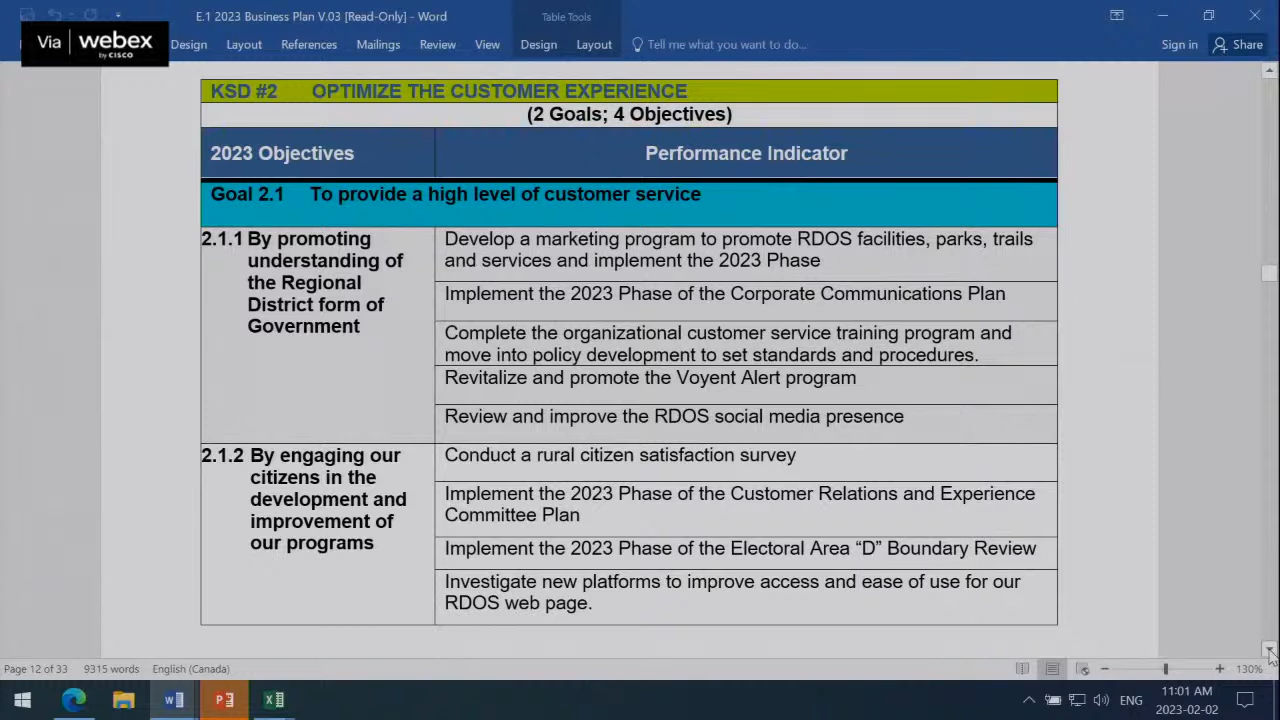 E.1 2023 Business Plan V.03 [Read-Only] - Word
Table Tools
Via webex
by CISCO
Design Layout References Mailings Review View Design Layout Tell me what you want to do... Sign in Share
KSD #2 OPTIMIZE THE CUSTOMER EXPERIENCE
(2 Goals; 4 Objectives)
2023 Objectives Performance Indicator
Goal 2.1 To provide a high level of customer service
2.1.1 By promoting
understanding of
the Regional
District form of
Government
Develop a marketing program to promote RDOS facilities, parks, trails
and services and implement the 2023 Phase
Implement the 2023 Phase of the Corporate Communications Plan
Complete the organizational customer service training program and
move into policy development to set standards and procedures.
Revitalize and promote the Voyent Alert program
Review and improve the RDOS social media presence
2.1.2 By engaging our
citizens in the
development and
improvement of
our programs
Conduct a rural citizen satisfaction survey
Implement the 2023 Phase of the Customer Relations and Experience
Committee Plan
Implement the 2023 Phase of the Electoral Area “D” Boundary Review
Investigate new platforms to improve access and ease of use for our
RDOS web page.
Page 12 of 33 9315 words English (Canada) 130%
ENG
11:01 AM
2023-02-02